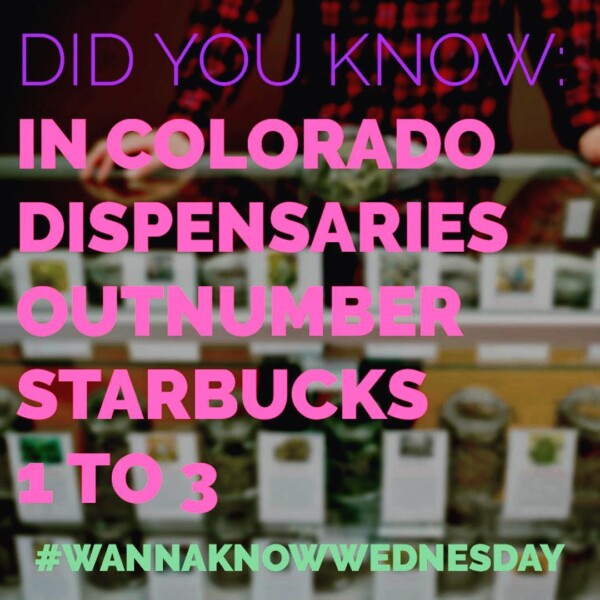 DID YOU KNOW:
IN COLORADO
DISPENSARIES
OUTNUMBER
STARBUCKS
1 TO 3
#WANNAKNOWWEDNESDAY